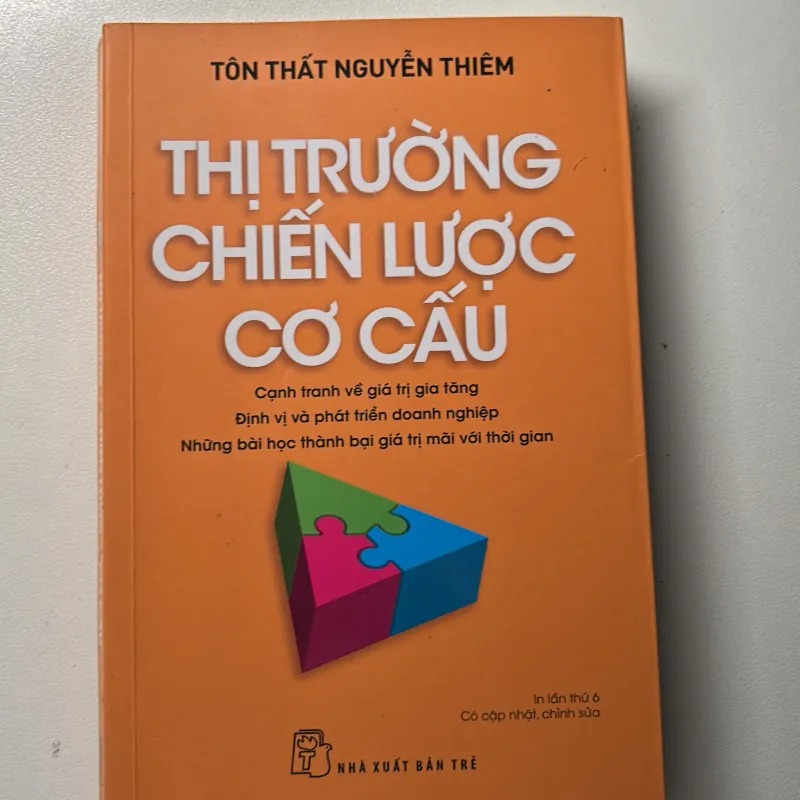 TÔN THẤT NGUYỄN THIÊM
THỊ TRƯỜNG
CHIẾN LƯỢC
CƠ CẤU
Cạnh tranh về giá trị gia tăng
Định vị và phát triển doanh nghiệp
Những bài học thành bại giá trị mãi với thời gian
In lần thứ 6
Có cập nhật, chỉnh sửa
T
NHÀ XUẤT BẢN TRẺ